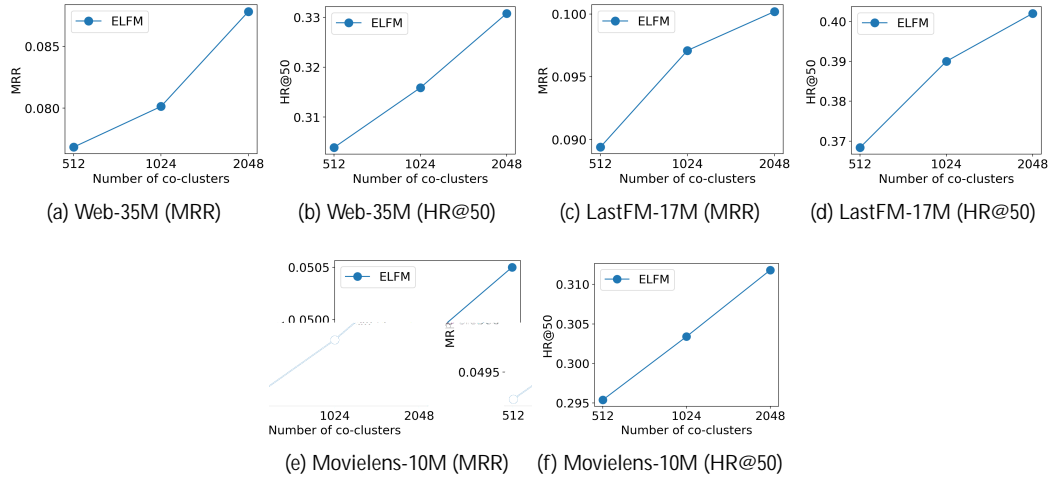 ELFM
0.085
0.080
MRR
512
1024
2048
Number of co-clusters
(a) Web-35M (MRR)
ELFM
0.33
0.32
0.31
HR@50
512
1024
2048
Number of co-clusters
(b) Web-35M (HR@50)
ELFM
0.100
0.095
0.090
MRR
512
1024
2048
Number of co-clusters
(c) LastFM-17M (MRR)
ELFM
0.40
0.39
0.38
0.37
HR@50
512
1024
2048
Number of co-clusters
(d) LastFM-17M (HR@50)
ELFM
0.0505
0.0500
0.0495
1024
2048
512
Number of co-clusters
(e) Movielens-10M (MRR)
ELFM
0.310
0.305
0.300
0.295
HR@50
512
1024
2048
Number of co-clusters
(f) Movielens-10M (HR@50)